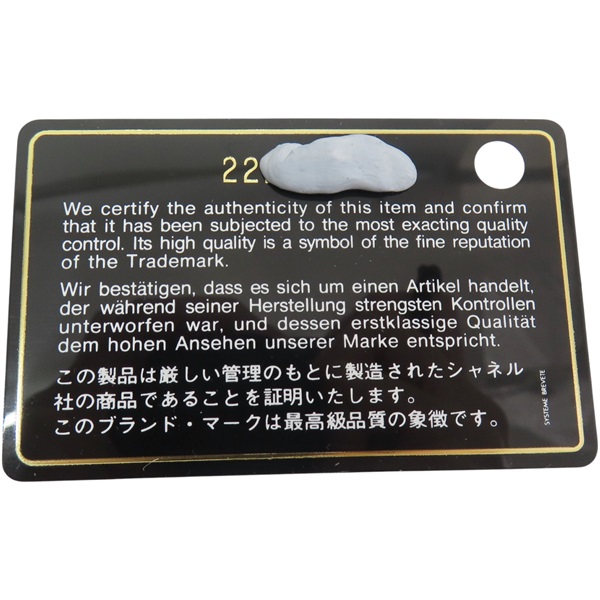 22
We certify the authenticity of this item and confirm
that it has been subjected to the most exacting quality
control. Its high quality is a symbol of the fine reputation
of the Trademark.
Wir bestätigen, dass es sich um einen Artikel handelt,
der während seiner Herstellung strengsten Kontrollen
unterworfen war, und dessen erstklassige Qualität
dem hohen Ansehen unserer Marke entspricht.
この製品は厳しい管理のもとに製造されたシャネル
社の商品であることを証明いたします。
このブランド・マークは最高級品質の象徴です。
SYSTEME BREVETE